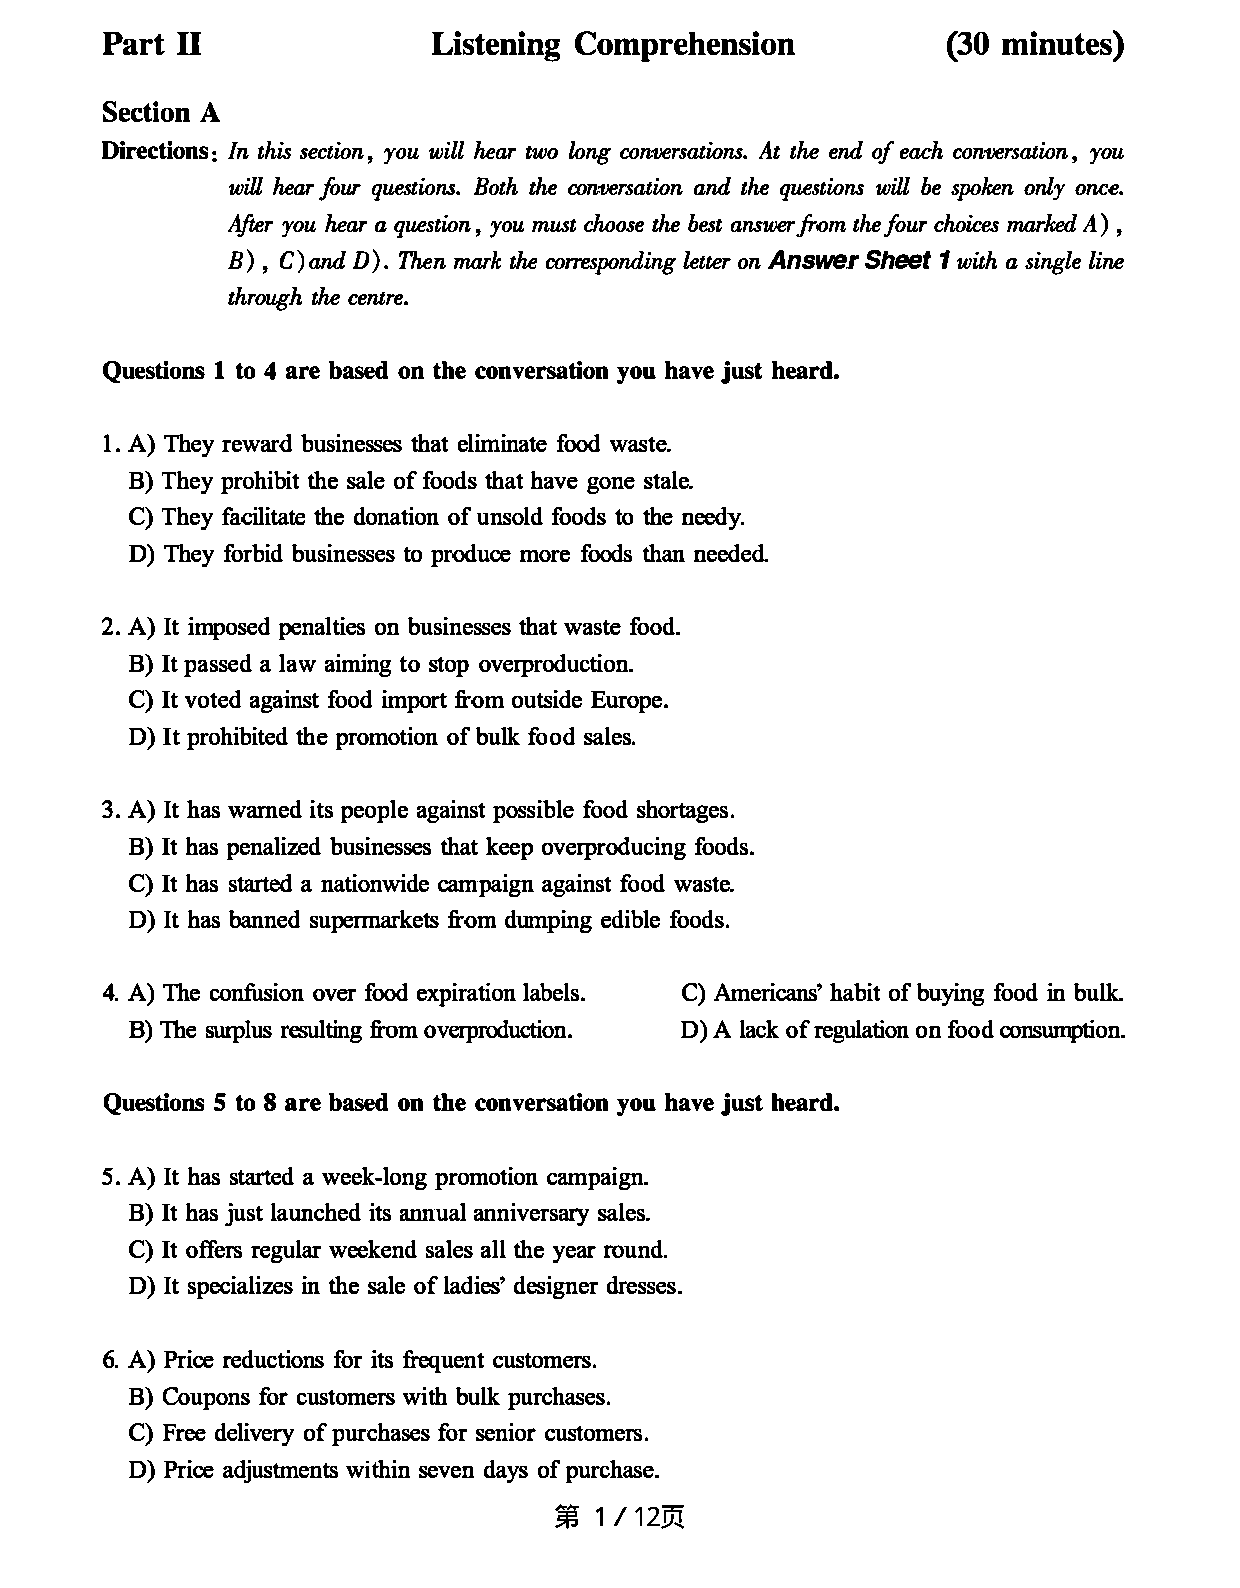 Part II Listening Comprehension (30 minutes)
Section A
Directions: In this section, you will hear two long conversations. At the end of each conversation, you
will hear four questions. Both the conversation and the questions will be spoken only once.
After you hear a question, you must choose the best answer from the four choices marked A),
B), C) and D). Then mark the corresponding letter on Answer Sheet 1 with a single line
through the centre.
Questions 1 to 4 are based on the conversation you have just heard.
1. A) They reward businesses that eliminate food waste.
B) They prohibit the sale of foods that have gone stale.
C) They facilitate the donation of unsold foods to the needy.
D) They forbid businesses to produce more foods than needed.
2. A) It imposed penalties on businesses that waste food.
B) It passed a law aiming to stop overproduction.
C) It voted against food import from outside Europe.
D) It prohibited the promotion of bulk food sales.
3. A) It has warned its people against possible food shortages.
B) It has penalized businesses that keep overproducing foods.
C) It has started a nationwide campaign against food waste.
D) It has banned supermarkets from dumping edible foods.
4. A) The confusion over food expiration labels. C) Americans' habit of buying food in bulk.
B) The surplus resulting from overproduction. D) A lack of regulation on food consumption.
Questions 5 to 8 are based on the conversation you have just heard.
5. A) It has started a week-long promotion campaign.
B) It has just launched its annual anniversary sales.
C) It offers regular weekend sales all the year round.
D) It specializes in the sale of ladies' designer dresses.
6. A) Price reductions for its frequent customers.
B) Coupons for customers with bulk purchases.
C) Free delivery of purchases for senior customers.
D) Price adjustments within seven days of purchase.
第 1 / 12页